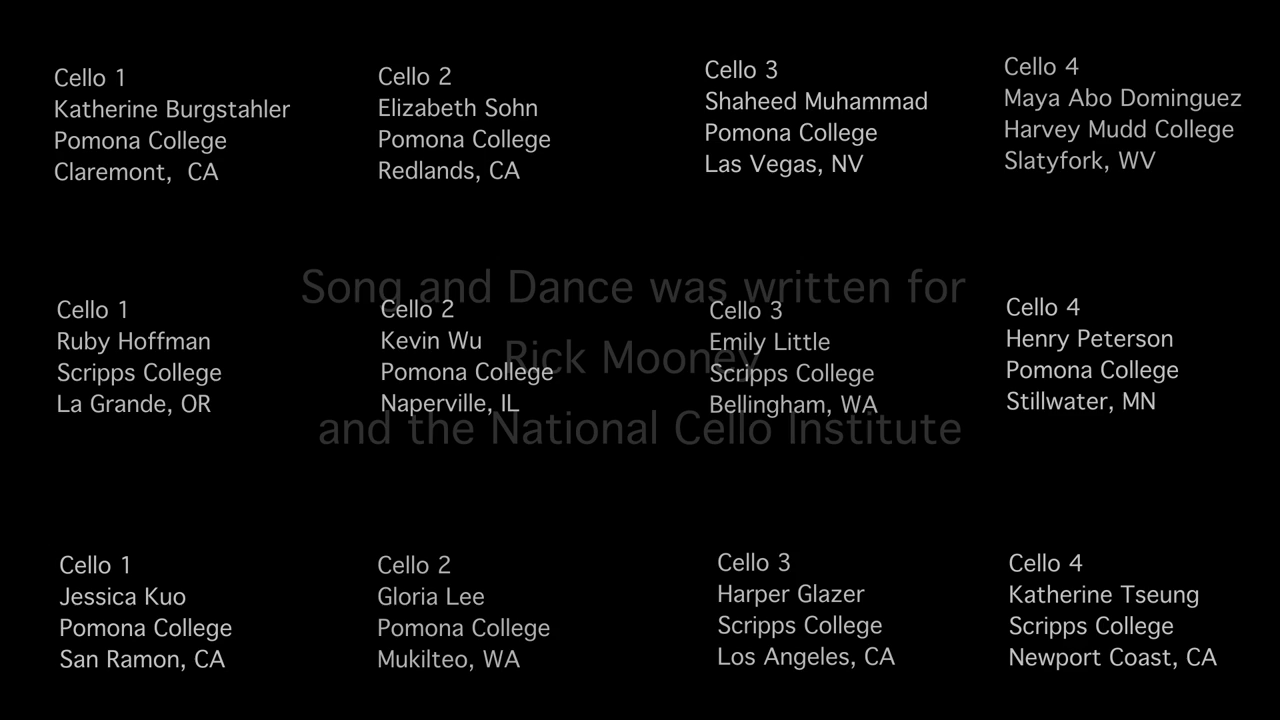 Cello 1
Katherine Burgstahler
Pomona College
Claremont,  CA
Cello 2
Elizabeth Sohn
Pomona College
Redlands, CA
Cello 3
Shaheed Muhammad
Pomona College
Las Vegas, NV
Cello 4
Maya Abo Dominguez
Harvey Mudd College
Slatyfork, WV
Song and Dance was written for
Rick Mooney
and the National Cello Institute
Cello 1
Ruby Hoffman
Scripps College
La Grande, OR
Cello 2
Kevin Wu
Pomona College
Naperville, IL
Cello 3
Emily Little
Scripps College
Bellingham, WA
Cello 4
Henry Peterson
Pomona College
Stillwater, MN
Cello 1
Jessica Kuo
Pomona College
San Ramon, CA
Cello 2
Gloria Lee
Pomona College
Mukilteo, WA
Cello 3
Harper Glazer
Scripps College
Los Angeles, CA
Cello 4
Katherine Tseung
Scripps College
Newport Coast, CA